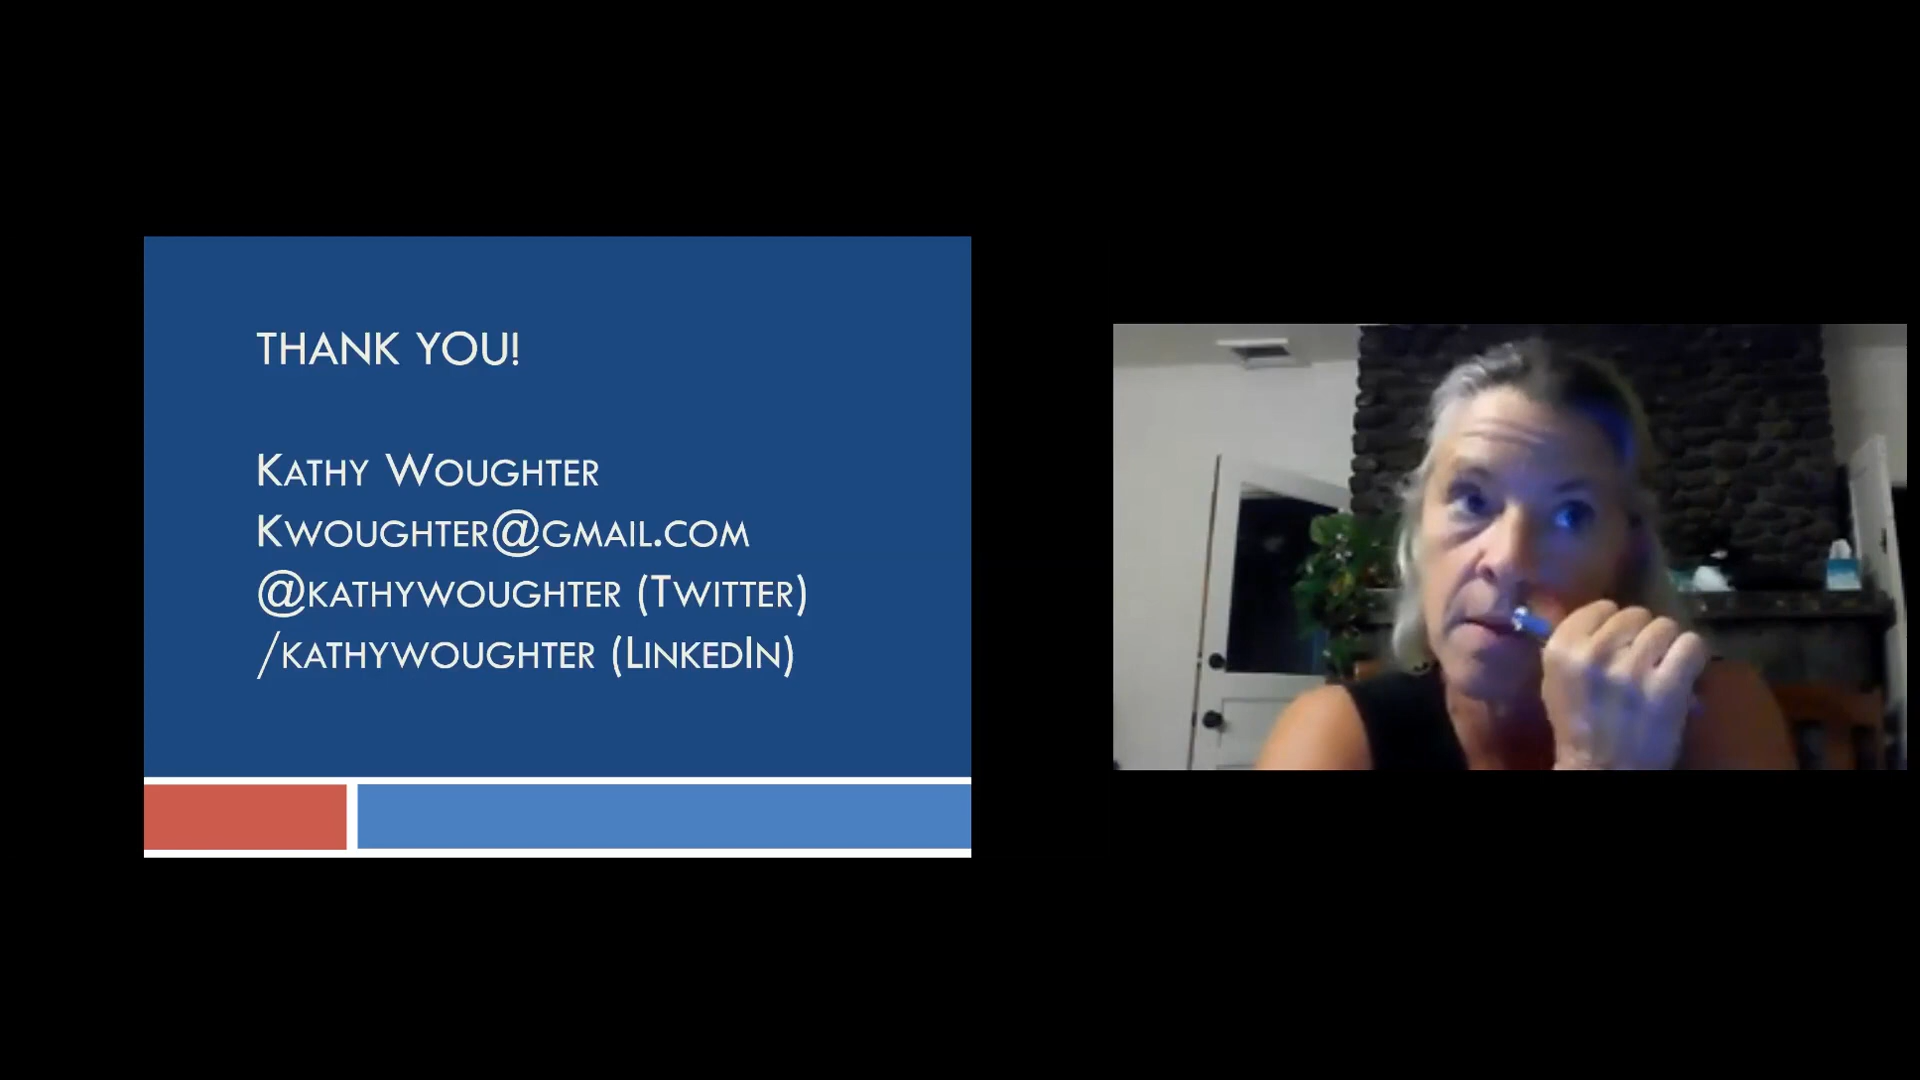 THANK YOU!
KATHY WOUGHTER
KWOUGHTER@GMAIL.COM
@KATHYWOUGHTER (TWITTER)
/KATHYWOUGHTER (LINKEDIN)